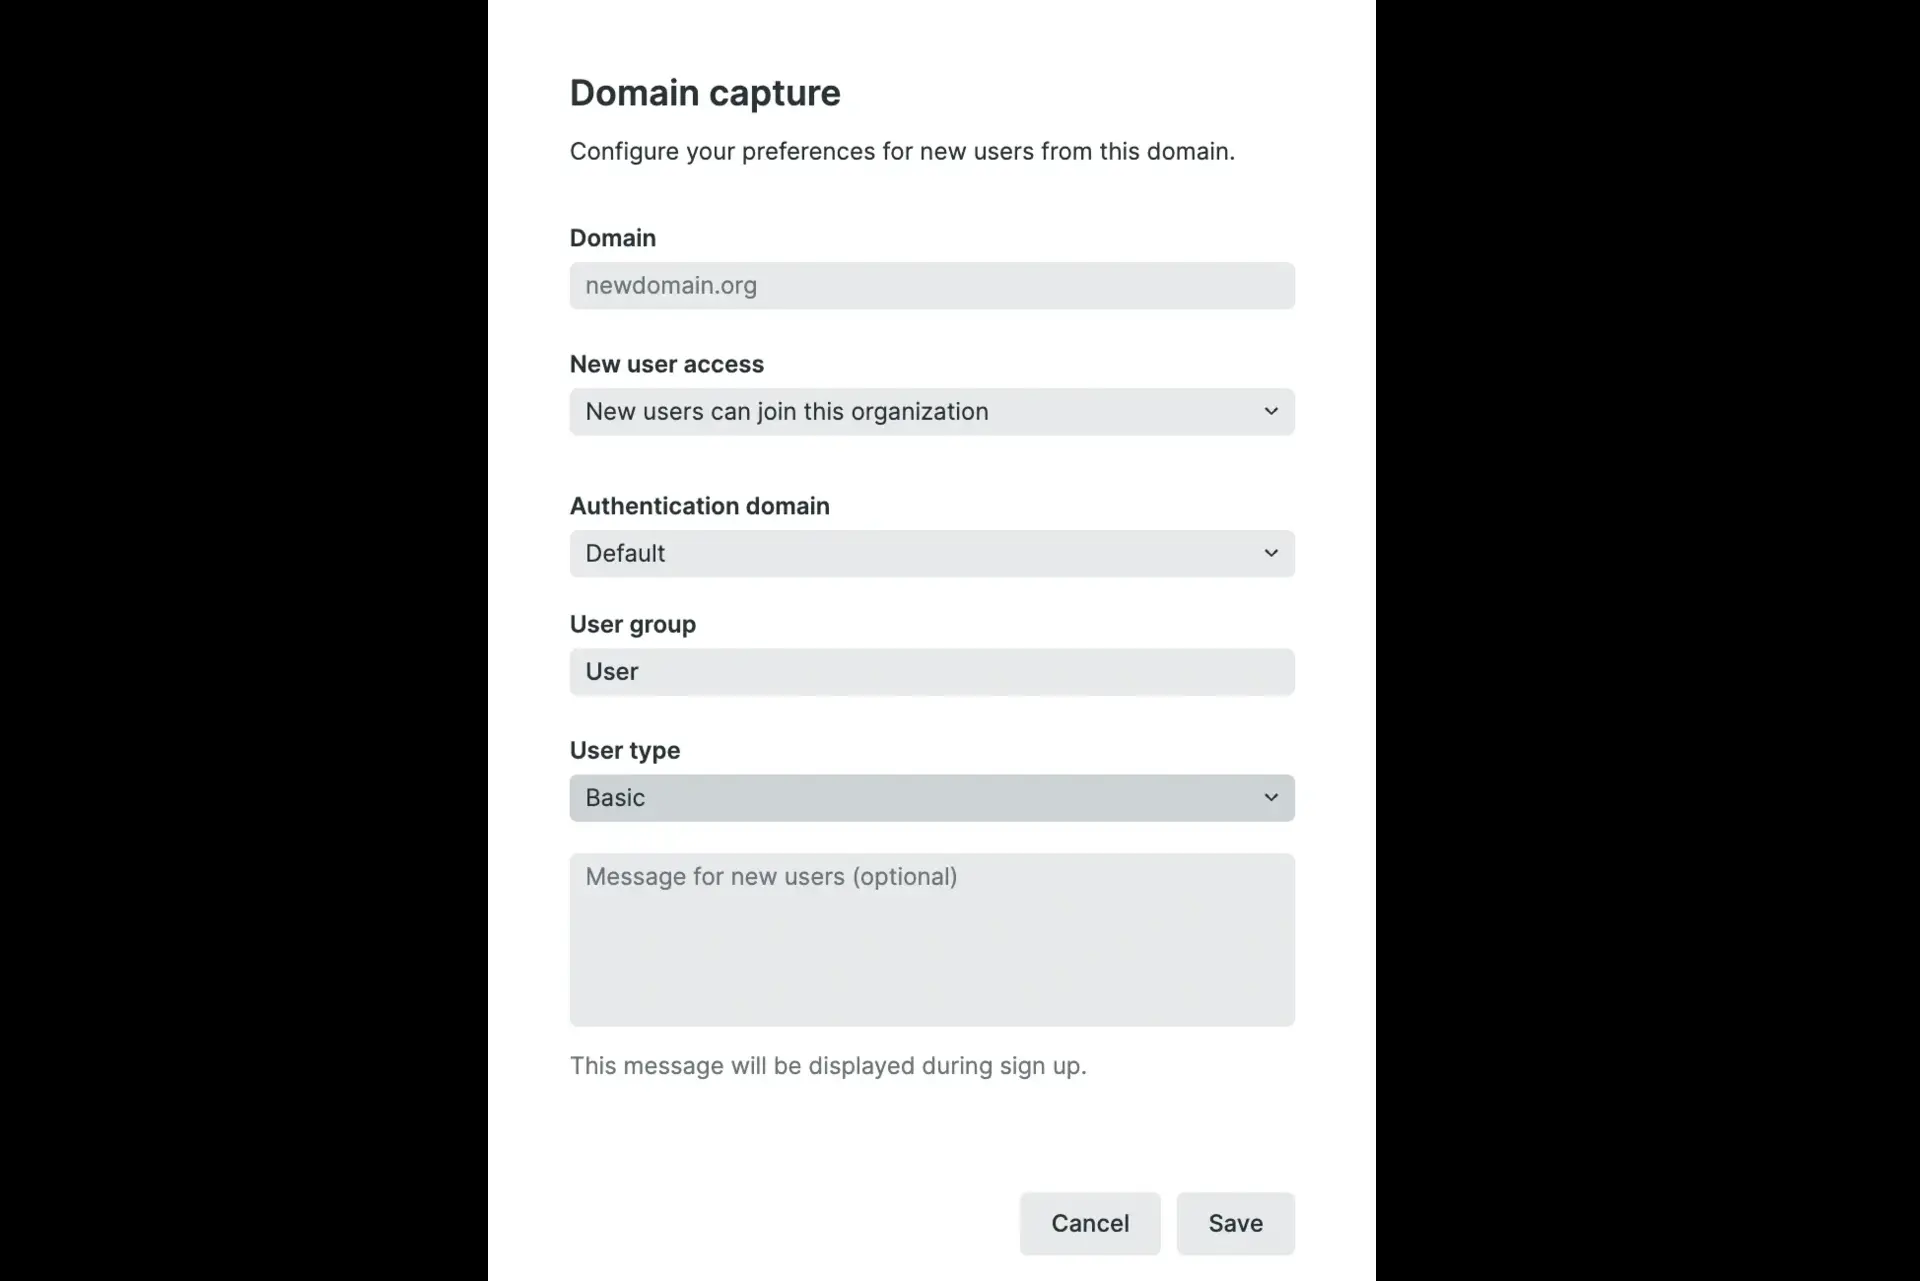 Domain capture
Configure your preferences for new users from this domain.
Domain
newdomain.org
New user access
New users can join this organization
Authentication domain
Default
User group
User
User type
Basic
Message for new users (optional)
This message will be displayed during sign up.
Cancel
Save